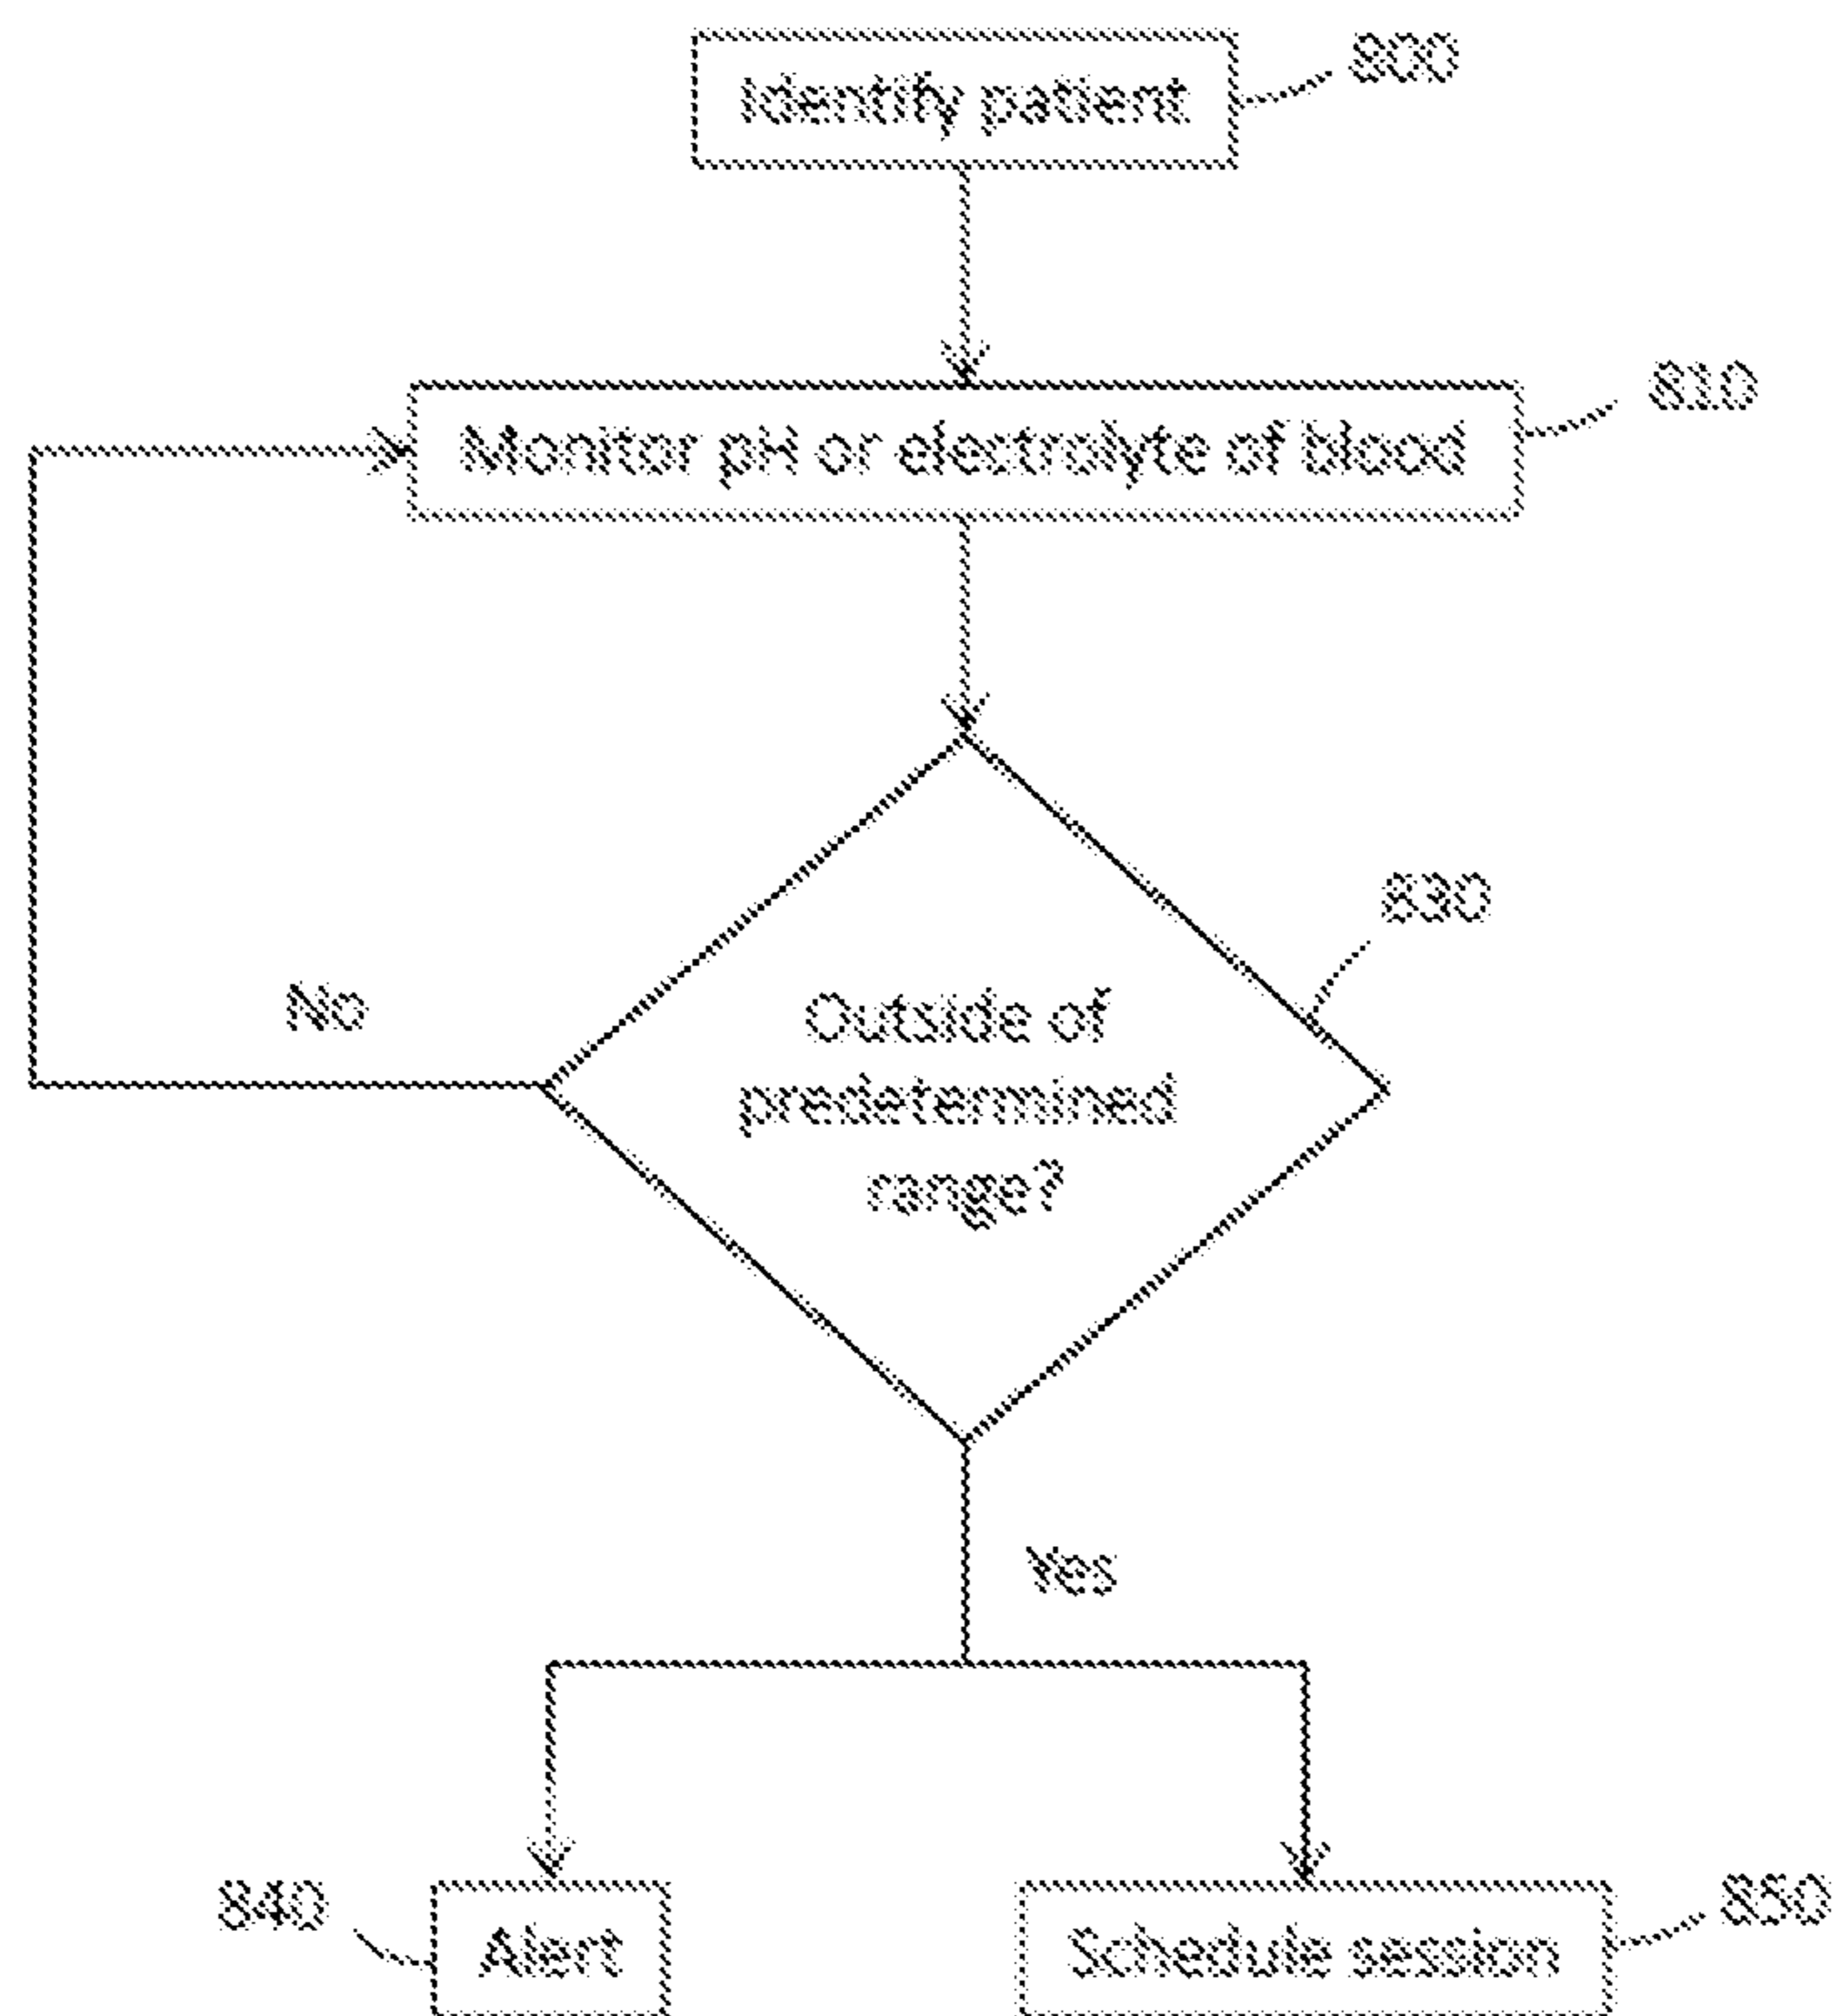 Identify patient
800
Monitor pH or electrolyte of blood
810
830
No
Outside of
predetermined
range?
Yes
840
Alert
Schedule session
850